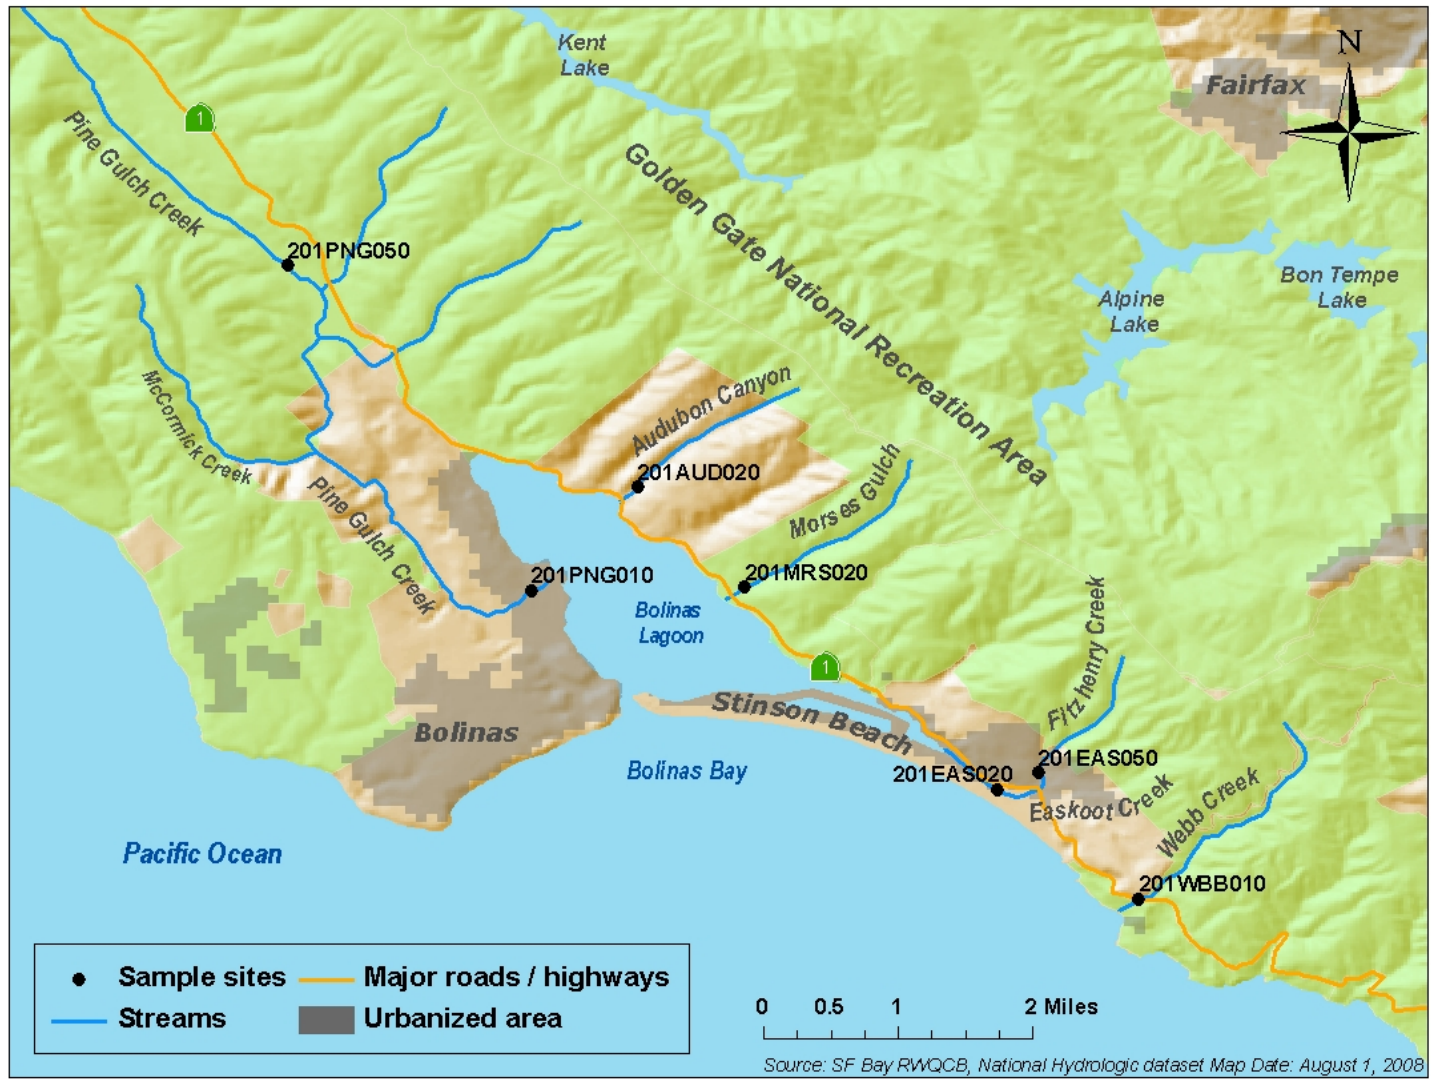 Kent
Lake
N
Fairfax
1
Pine Gulch Creek
Golden Gate National Recreation Area
201PNG050
Alpine
Lake
Bon Tempe
Lake
McCormick Creek
Audubon Canyon
201AUD020
Morses Gulch
Pine Gulch Creek
201PNG010
201MRS020
Bolinas
Lagoon
Fitzhenry Creek
1
Stinson Beach
Bolinas
Bolinas Bay
201EAS020
201EAS050
Easkoot Creek
Webb Creek
Pacific Ocean
201WBB010
Sample sites
Major roads / highways
Streams
Urbanized area
0 0.5 1 2 Miles
Source: SF Bay RWQCB, National Hydrologic dataset Map Date: August 1, 2008